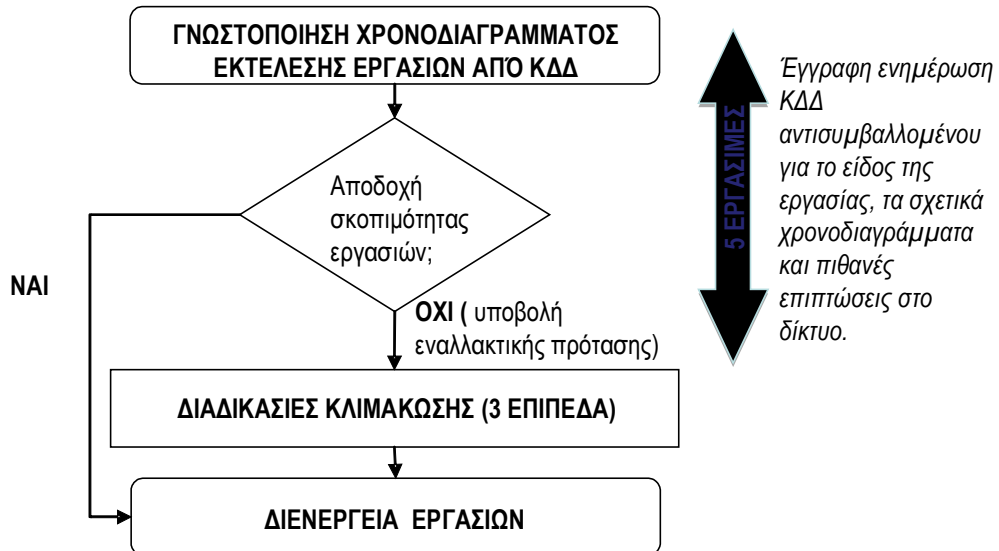 ΓΝΩΣΤΟΠΟΙΗΣΗ ΧΡΟΝΟΔΙΑΓΡΑΜΜΑΤΟΣ
ΕΚΤΕΛΕΣΗΣ ΕΡΓΑΣΙΩΝ ΑΠΌ ΚΔΔ
Αποδοχή
σκοπιμότητας
εργασιών;
ΝΑΙ
ΟΧΙ ( υποβολή
εναλλακτικής πρότασης)
ΔΙΑΔΙΚΑΣΙΕΣ ΚΛΙΜΑΚΩΣΗΣ (3 ΕΠΙΠΕΔΑ)
ΔΙΕΝΕΡΓΕΙΑ ΕΡΓΑΣΙΩΝ
5 ΕΡΓΑΣΙΜΕΣ
Έγγραφη ενημέρωση
ΚΔΔ
αντισυμβαλλομένου
για το είδος της
εργασίας, τα σχετικά
χρονοδιαγράμματα
και πιθανές
επιπτώσεις στο
δίκτυο.